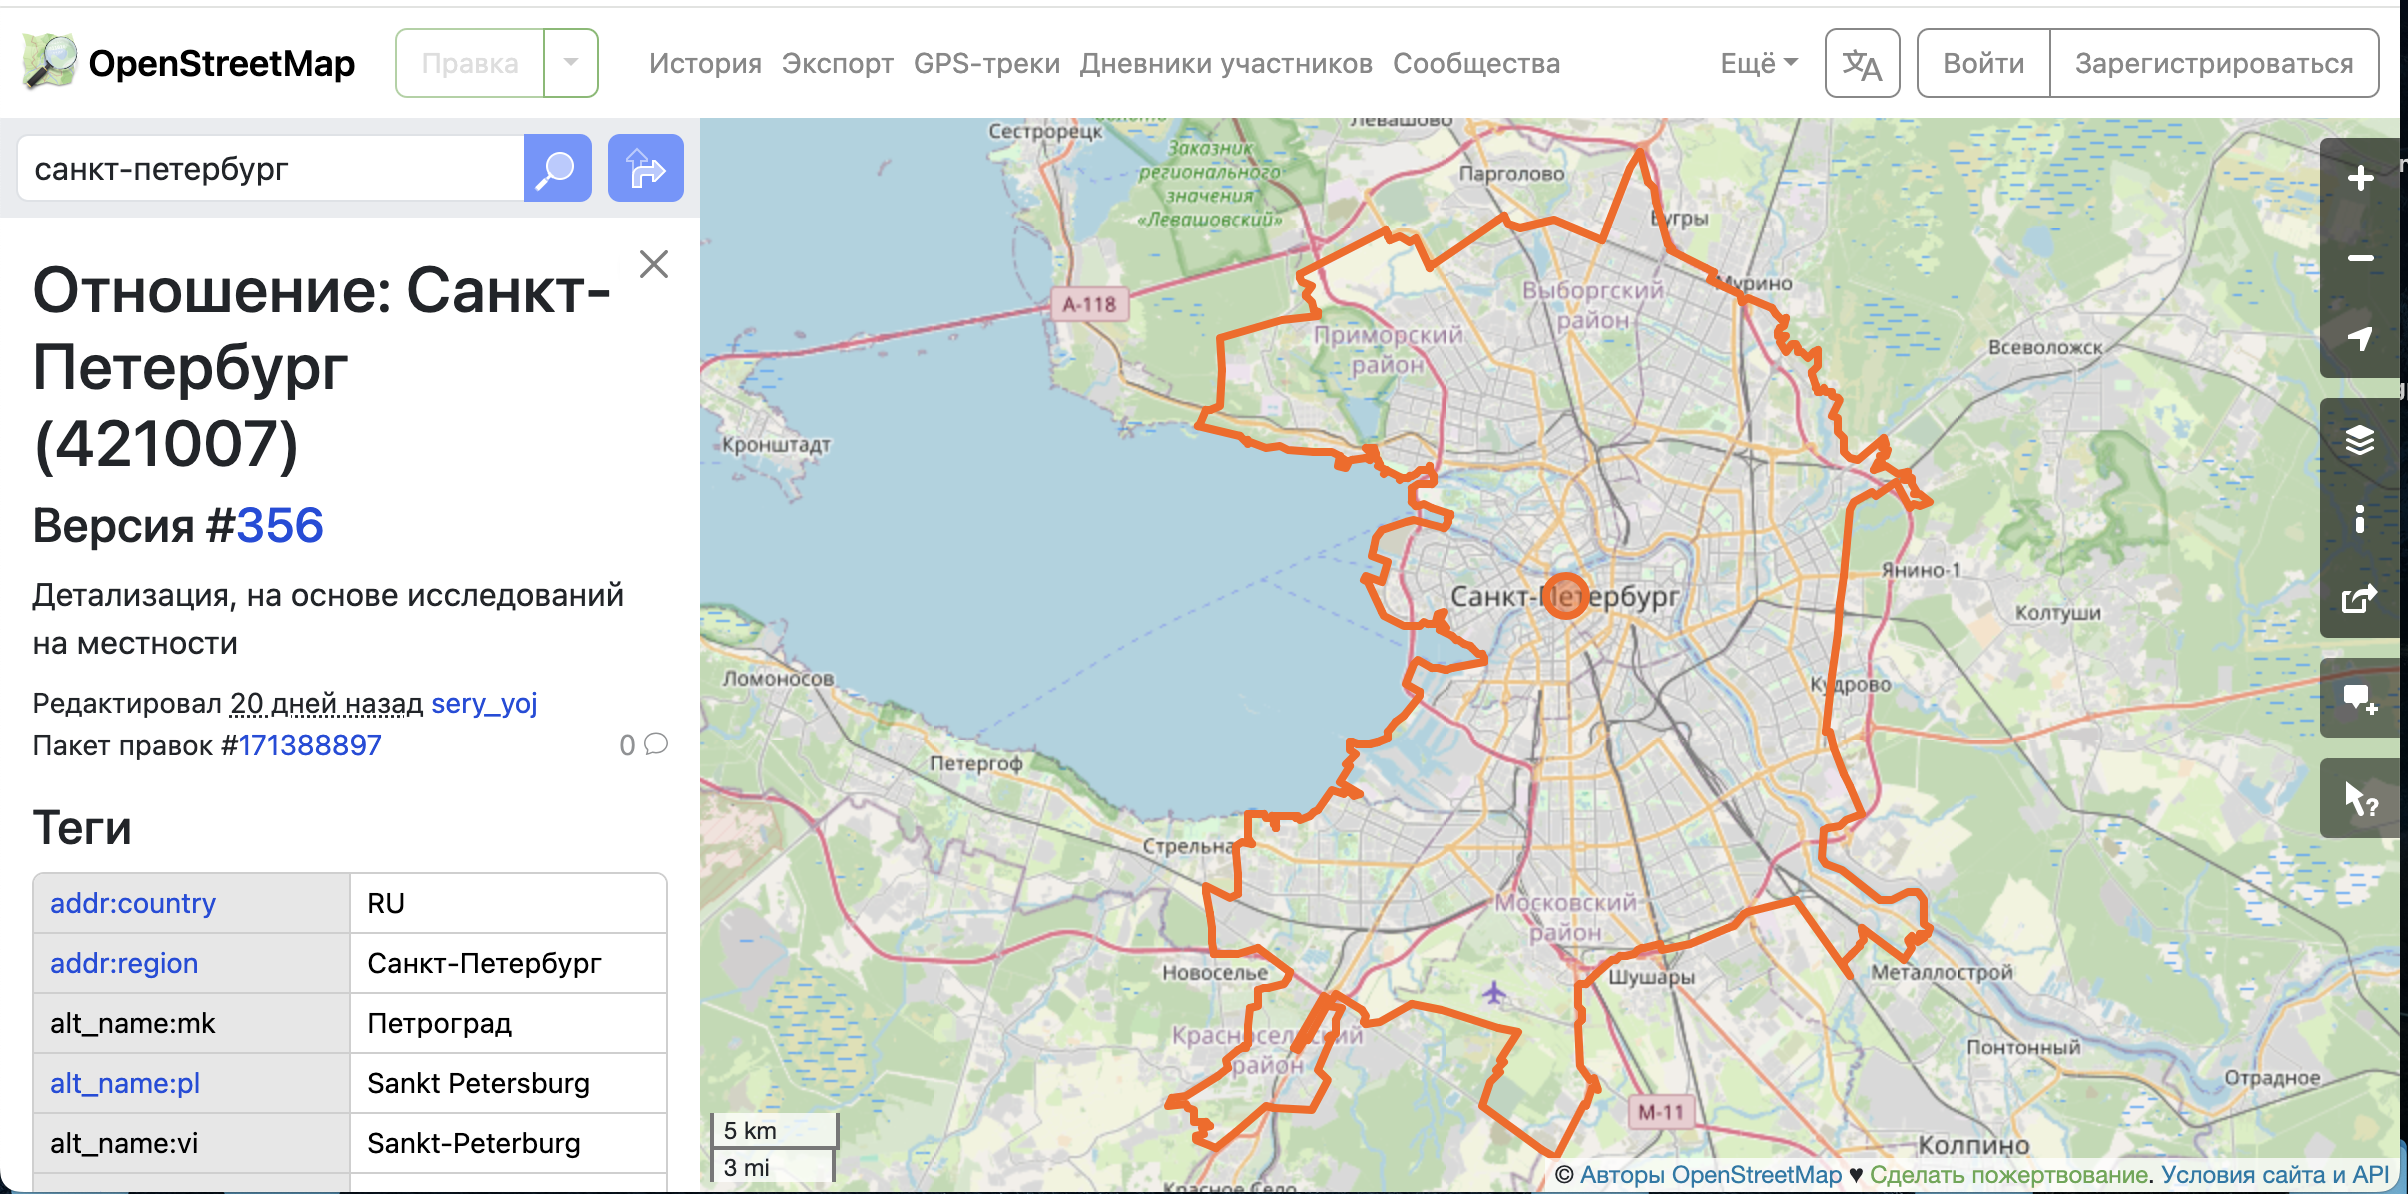 OpenStreetMap
Правка
История Экспорт GPS-треки Дневники участников Сообщества
Ещё
Войти
Зарегистрироваться
санкт-петербург
Отношение: Санкт-
Петербург
(421007)
Версия #356
Детализация, на основе исследований
на местности
Редактировал 20 дней назад sery_yoj
Пакет правок #171388897
0
Теги
addr:country RU
addr:region Санкт-Петербург
alt_name:mk Петроград
alt_name:pl Sankt Petersburg
alt_name:vi Sankt-Peterburg
Левашово
Сестрорецк
Заказник
регионального
значения
«Левашовский»
Парголово
Бугры
Мурино
А-118
Выборгский
район
Приморский
район
Всеволожск
Кронштадт
Янино-1
Санкт-Петербург
Колтуши
Ломоносов
Кудрово
Петергоф
Стрельна
Московский
район
Новоселье
Шушары
Металлострой
Красносельский
район
Понтонный
Отрадное
М-11
Колпино
Красное Село
5 km
3 mi
© Авторы OpenStreetMap ♥ Сделать пожертвование. Условия сайта и API